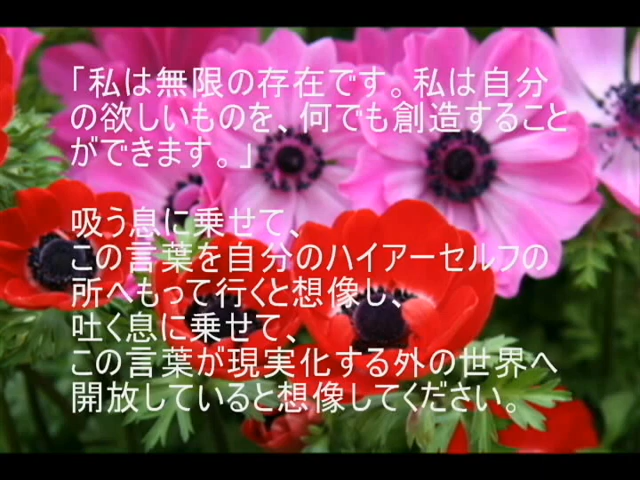 「私は無限の存在です。私は自分
の欲しいものを、何でも創造すること
ができます。」
吸う息に乗せて、
この言葉を自分のハイアーセルフの
所へもって行くと想像し、
吐く息に乗せて、
この言葉が現実化する外の世界へ
開放していると想像してください。